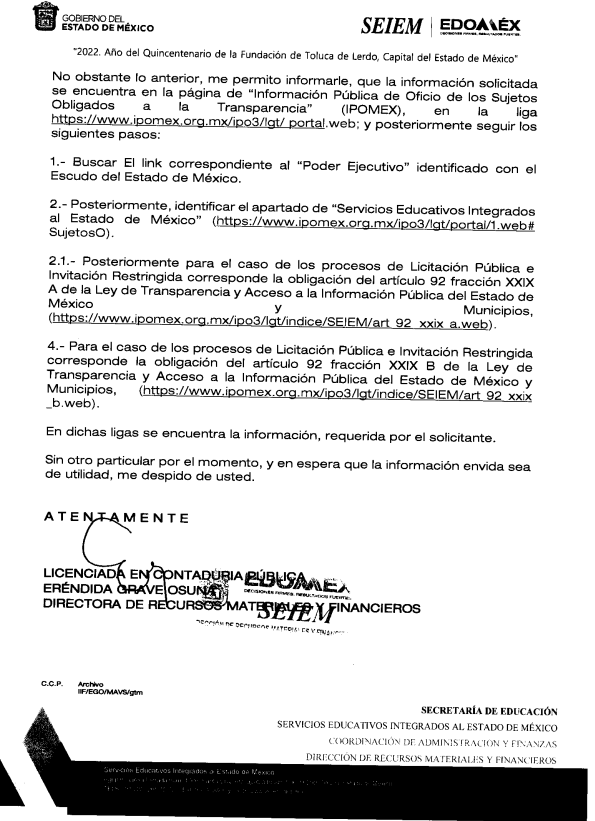 GOBIERNO DEL
ESTADO DE MÉXICO
SEIEM
EDOMÉX
DECISIONES FIRMES, RESULTADOS FUERTES.
"2022. Año del Quincentenario de la Fundación de Toluca de Lerdo, Capital del Estado de México"
No obstante lo anterior, me permito informarle, que la información solicitada
se encuentra en la página de "Información Pública de Oficio de los Sujetos
Obligados a la Transparencia" (IPOMEX), en la liga
https://www.ipomex.org.mx/ipo3/lgt/ portal.web; y posteriormente seguir los
siguientes pasos:
1.- Buscar El link correspondiente al "Poder Ejecutivo" identificado con el
Escudo del Estado de México.
2.- Posteriormente, identificar el apartado de "Servicios Educativos Integrados
al Estado de México" (https://www.ipomex.org.mx/ipo3/lgt/portal/1.web#
SujetosO).
2.1.- Posteriormente para el caso de los procesos de Licitación Pública e
Invitación Restringida corresponde la obligación del artículo 92 fracción XXIX
A de la Ley de Transparencia y Acceso a la Información Pública del Estado de
México y Municipios,
(https://www.ipomex.org.mx/ipo3/lgt/indice/SEIEM/art_92_xxix_a.web).
4.- Para el caso de los procesos de Licitación Pública e Invitación Restringida
corresponde la obligación del artículo 92 fracción XXIX B de la Ley de
Transparencia y Acceso a la Información Pública del Estado de México y
Municipios, (https://www.ipomex.org.mx/ipo3/lgt/indice/SEIEM/art_92_xxix
_b.web).
En dichas ligas se encuentra la información, requerida por el solicitante.
Sin otro particular por el momento, y en espera que la información envida sea
de utilidad, me despido de usted.
ATENTAMENTE
LICENCIADA EN CONTADURIA PÚBLICA
ERÉNDIDA GRAVE OSUNA
DIRECTORA DE RECURSOS MATERIALES Y FINANCIEROS
EDOMEX
DECISIONES FIRMES, RESULTADOS FUERTES.
SEIEM
C.C.P. Archivo
IIF/EGO/MAVS/gtm
SECRETARÍA DE EDUCACIÓN
SERVICIOS EDUCATIVOS INTEGRADOS AL ESTADO DE MÉXICO
COORDINACIÓN DE ADMINISTRACIÓN Y FINANZAS
DIRECCIÓN DE RECURSOS MATERIALES Y FINANCIEROS
Servicios Educativos Integrados al Estado de México